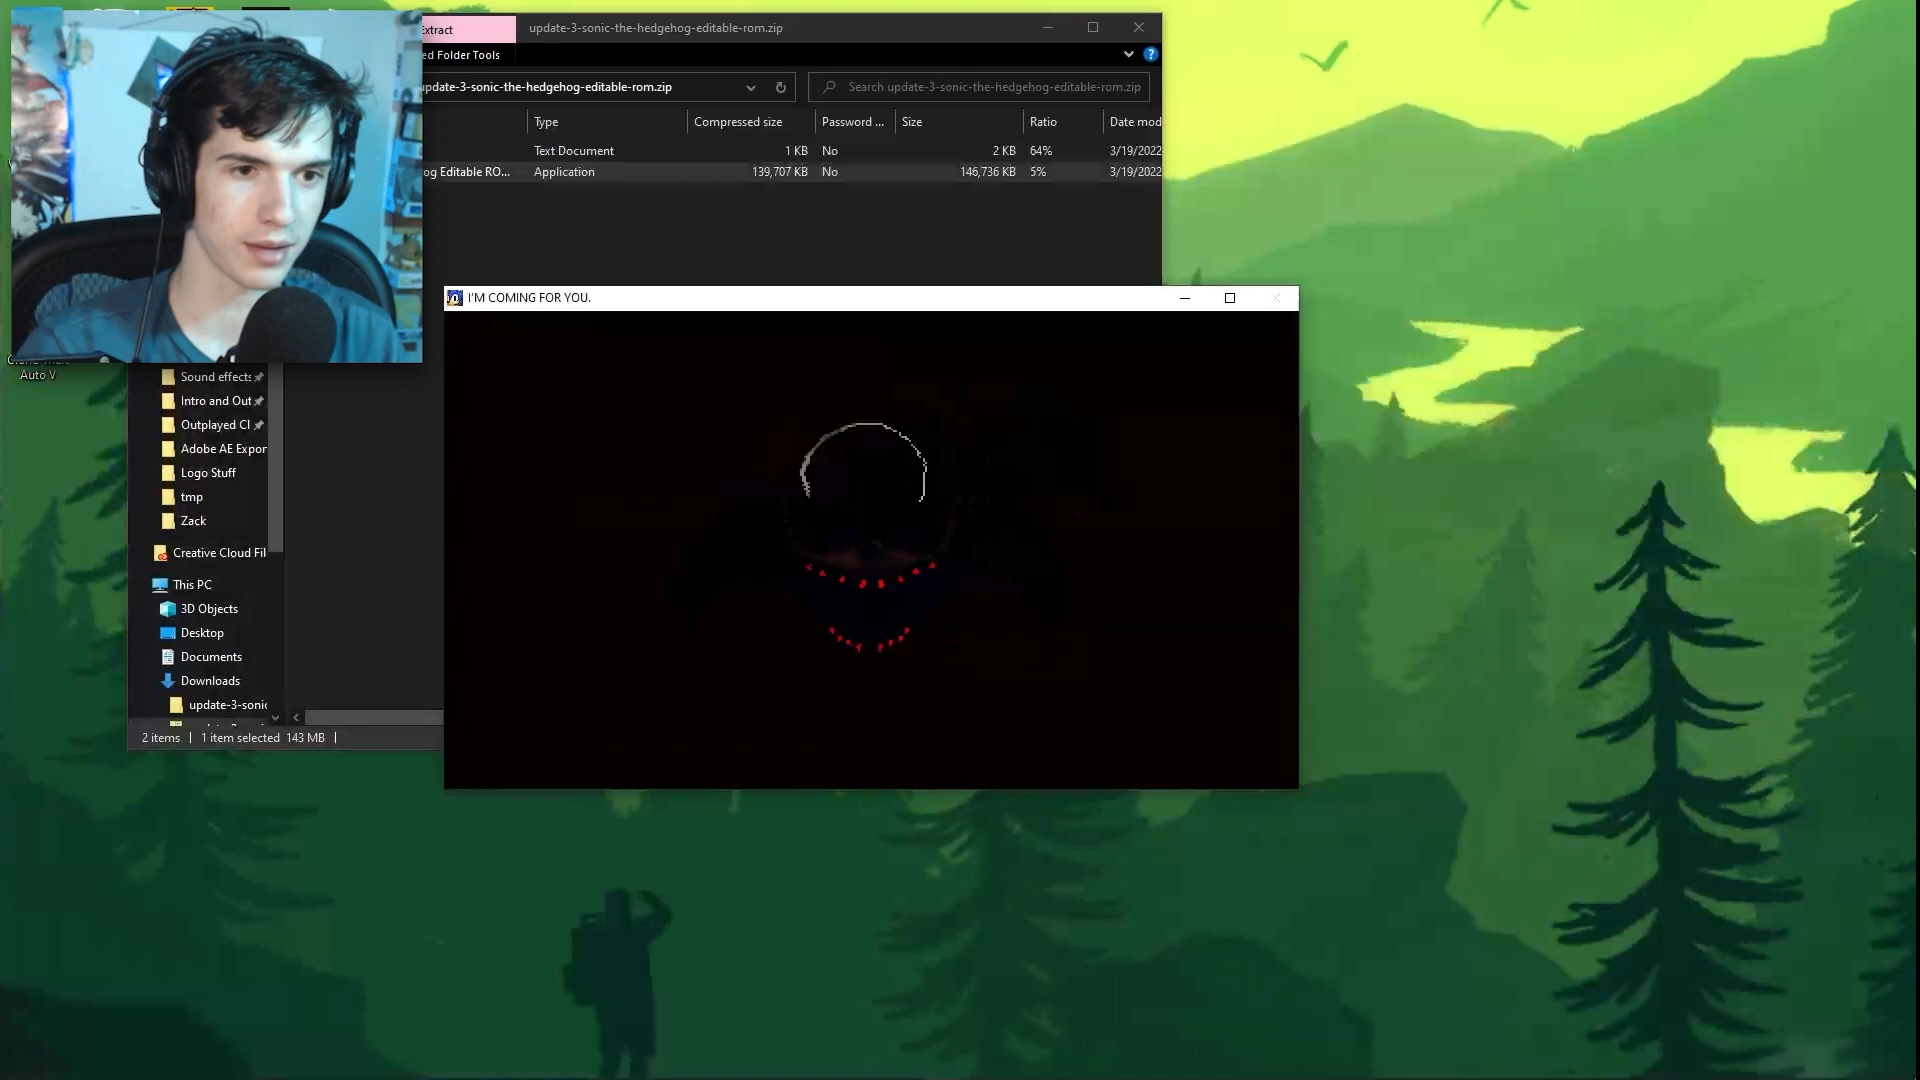 Extract
update-3-sonic-the-hedgehog-editable-rom.zip
ed Folder Tools
update-3-sonic-the-hedgehog-editable-rom.zip
Search update-3-sonic-the-hedgehog-editable-rom.zip
Type
Compressed size
Password ...
Size
Ratio
Date mod
Text Document
1 KB
No
2 KB
64%
3/19/2022
og Editable RO...
Application
139,707 KB
No
146,736 KB
5%
3/19/2022
I'M COMING FOR YOU.
Auto V
Sound effects
Intro and Out
Outplayed Cl
Adobe AE Expor
Logo Stuff
tmp
Zack
Creative Cloud Fil
This PC
3D Objects
Desktop
Documents
Downloads
update-3-sonic
2 items
1 item selected 143 MB